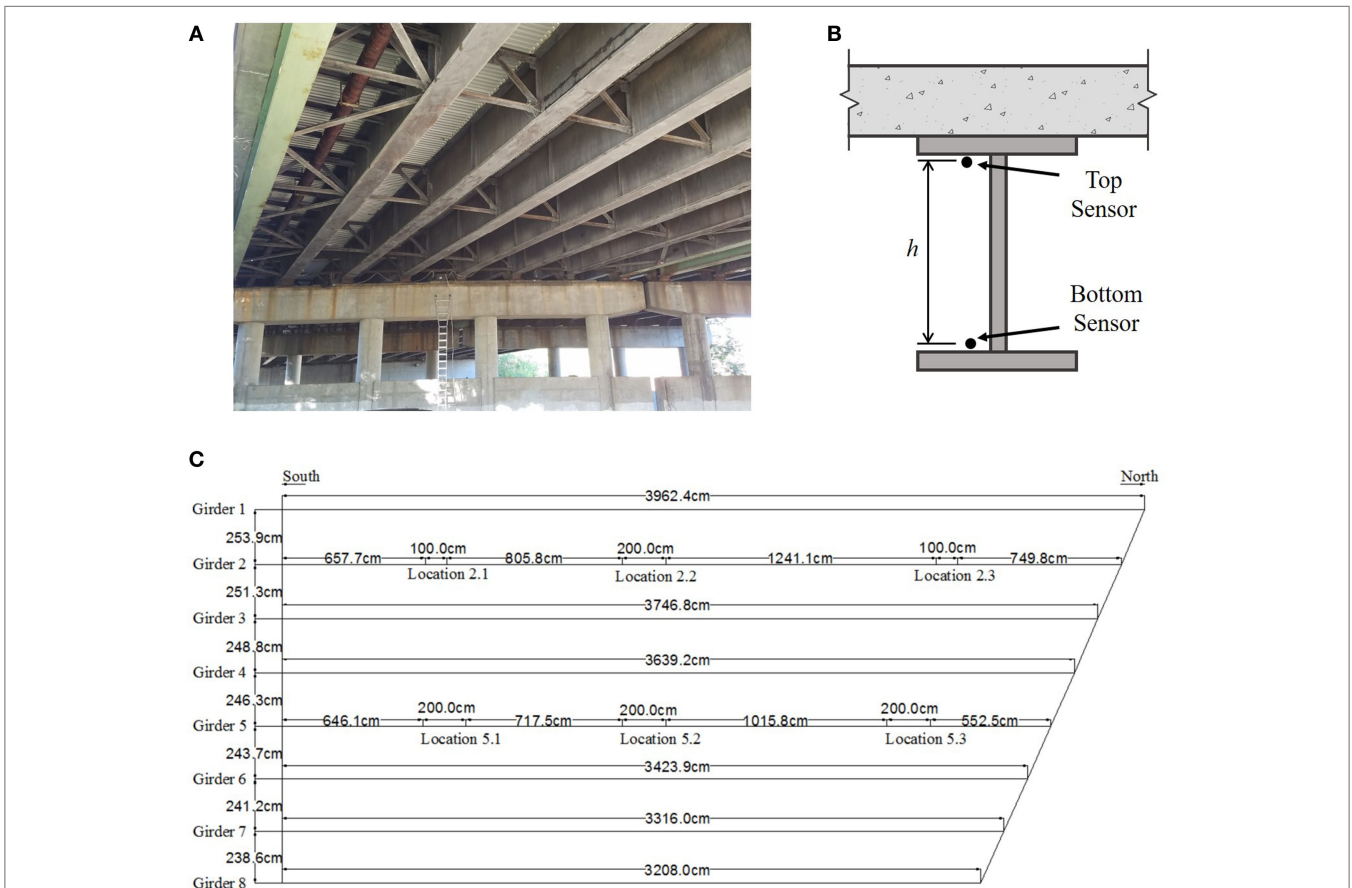 A
B
Top
Sensor
h
Bottom
Sensor
C
South
North
3962.4cm
Girder 1
253.9cm
100.0cm
200.0cm
100.0cm
657.7cm
805.8cm
1241.1cm
749.8cm
Girder 2
Location 2.1
Location 2.2
Location 2.3
251.3cm
3746.8cm
Girder 3
248.8cm
3639.2cm
Girder 4
246.3cm
200.0cm
200.0cm
200.0cm
646.1cm
717.5cm
1015.8cm
552.5cm
Girder 5
Location 5.1
Location 5.2
Location 5.3
243.7cm
3423.9cm
Girder 6
241.2cm
3316.0cm
Girder 7
238.6cm
3208.0cm
Girder 8